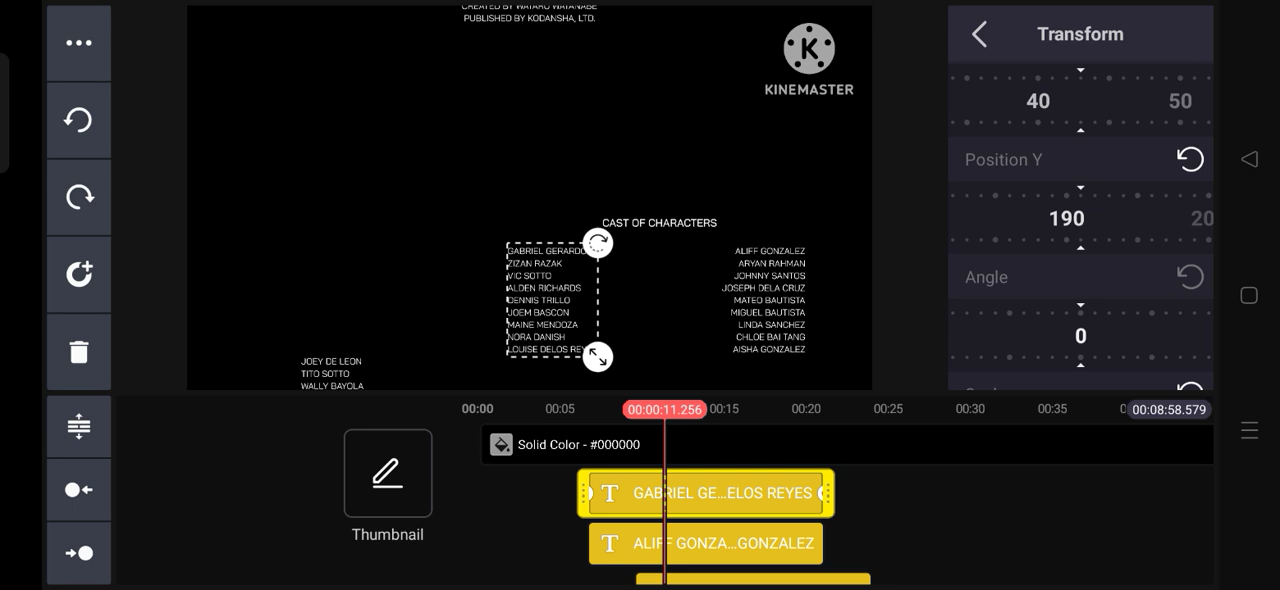 CREATED BY WATARU WATANABE
PUBLISHED BY KODANSHA, LTD.
KINEMASTER
CAST OF CHARACTERS
GABRIEL GERARDO
ZIZAN RAZAK
VIC SOTTO
ALDEN RICHARDS
DENNIS TRILLO
JOEM BASCON
MAINE MENDOZA
NORA DANISH
LOUISE DELOS REY
ALIFF GONZALEZ
ARYAN RAHMAN
JOHNNY SANTOS
JOSEPH DELA CRUZ
MATEO BAUTISTA
MIGUEL BAUTISTA
LINDA SANCHEZ
CHLOE BAI TANG
AISHA GONZALEZ
JOEY DE LEON
TITO SOTTO
WALLY BAYOLA
Transform
40 50
Position Y
190 20
Angle
0
00:00 00:05 00:00:11.256 00:15 00:20 00:25 00:30 00:35 00:08:58.579
Solid Color - #000000
T GABRIEL GE...ELOS REYES
T ALIFF GONZA...GONZALEZ
Thumbnail